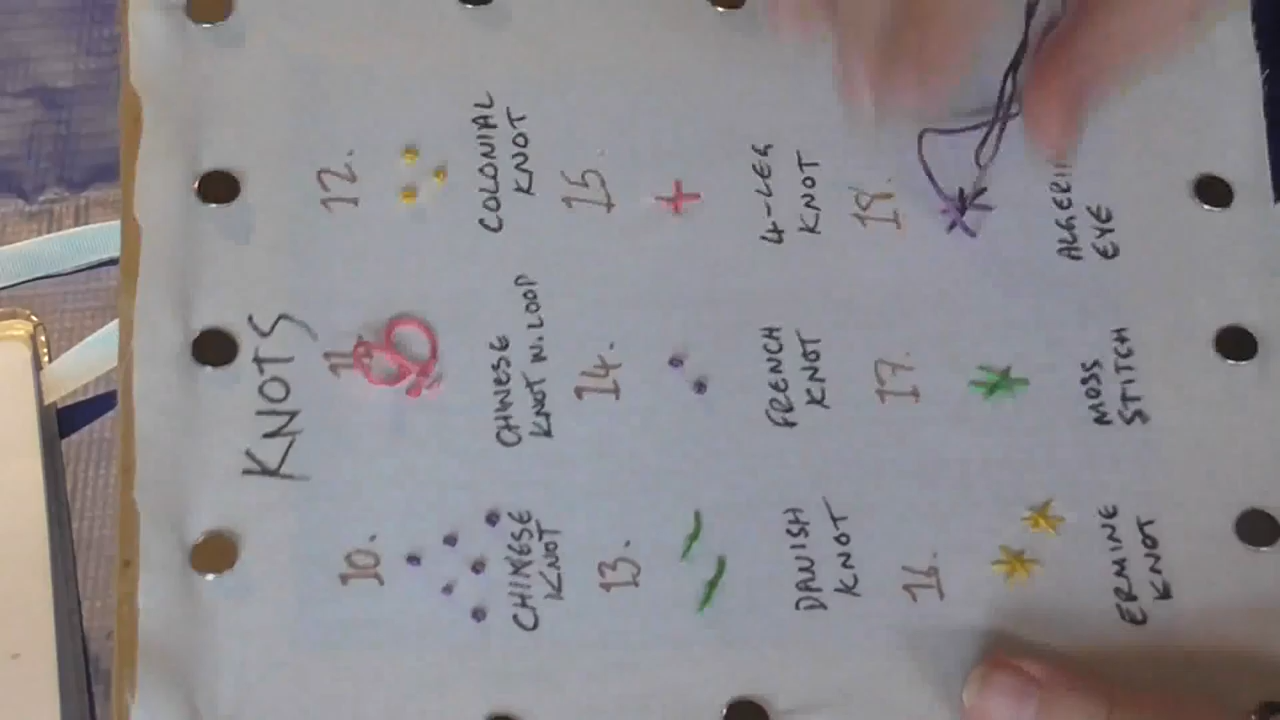 KNOTS
10.
CHINESE
KNOT
11.
CHINESE
KNOT W. LOOP
12.
COLONIAL
KNOT
13.
DANISH
KNOT
14.
FRENCH
KNOT
15.
4-LEG
KNOT
16.
ERMINE
KNOT
17.
MOSS
STITCH
18.
EYE